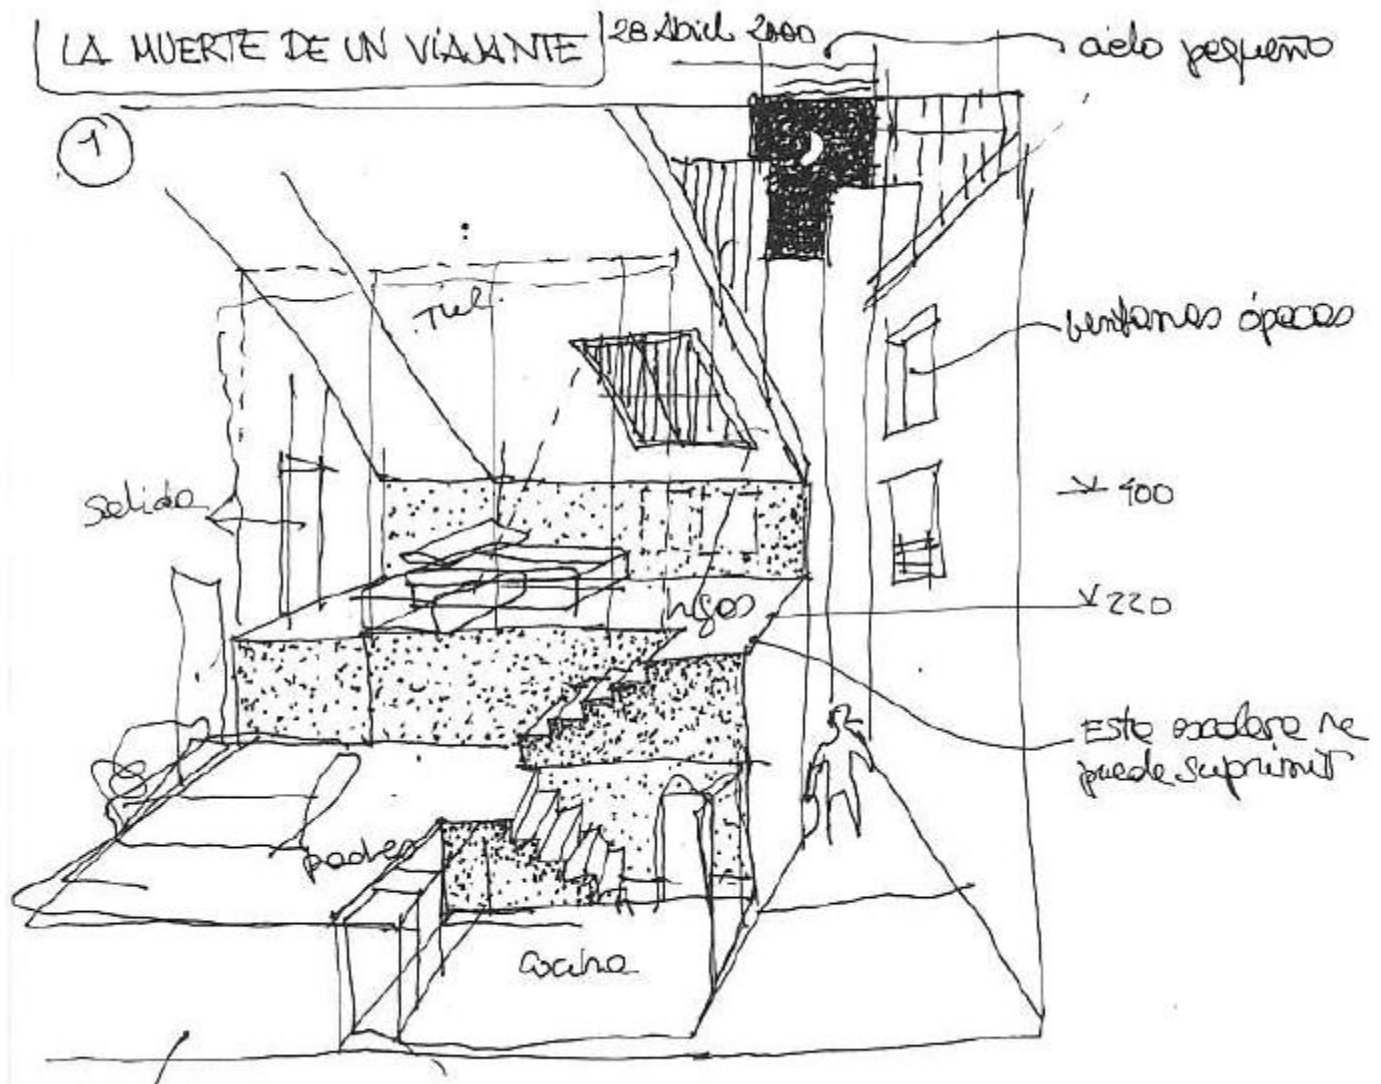 LA MUERTE DE UN VIAJANTE
28 Abril 2000
cielo pequeño
1
Tul.
ventanas ópacas
salida
400
hijos
220
Esta escalera se
puede suprimir
padres
cocina